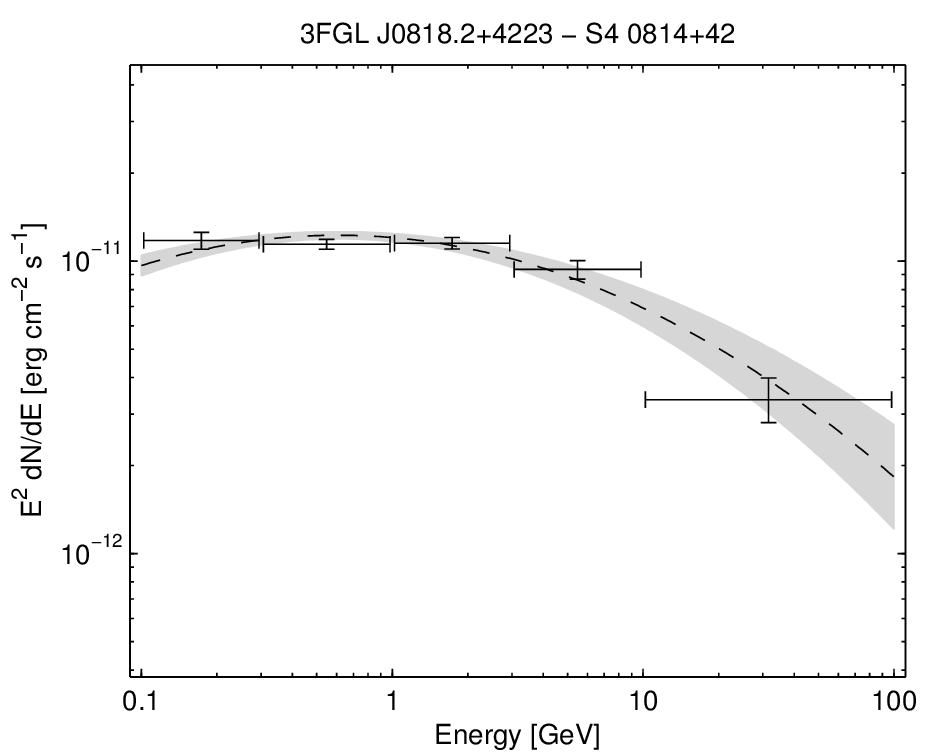 3FGL J0818.2+4223 − S4 0814+42
E² dN/dE [erg cm⁻² s⁻¹]
10⁻¹¹
10⁻¹²
0.1 1 10 100
Energy [GeV]